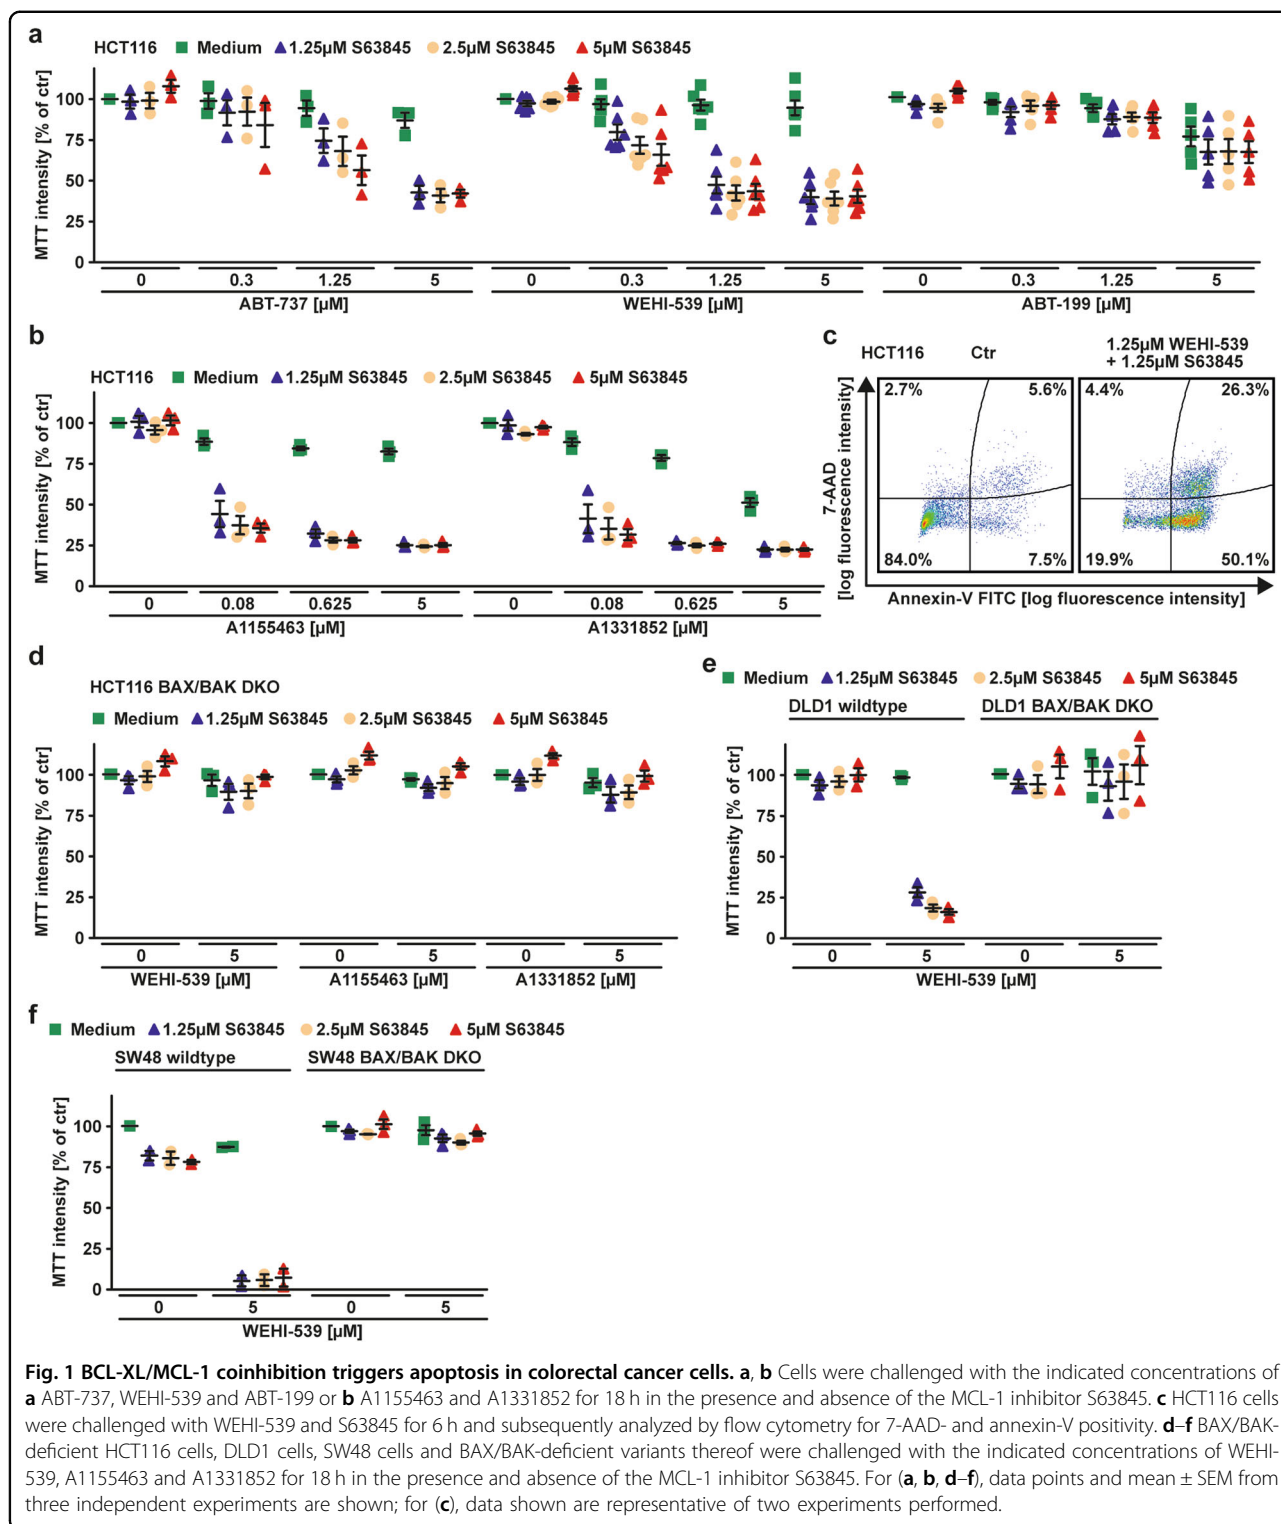 a
HCT116 Medium 1.25µM S63845 2.5µM S63845 5µM S63845
MTT intensity [% of ctr]
100
75
50
25
0
0 0.3 1.25 5 0 0.3 1.25 5 0 0.3 1.25 5
ABT-737 [µM] WEHI-539 [µM] ABT-199 [µM]
b
HCT116 Medium 1.25µM S63845 2.5µM S63845 5µM S63845
MTT intensity [% of ctr]
100
75
50
25
0
0 0.08 0.625 5 0 0.08 0.625 5
A1155463 [µM] A1331852 [µM]
c
HCT116 Ctr 1.25µM WEHI-539
+ 1.25µM S63845
7-AAD
[log fluorescence intensity]
2.7% 5.6% 4.4% 26.3%
84.0% 7.5% 19.9% 50.1%
Annexin-V FITC [log fluorescence intensity]
d
HCT116 BAX/BAK DKO
Medium 1.25µM S63845 2.5µM S63845 5µM S63845
MTT intensity [% of ctr]
100
75
50
25
0
0 5 0 5 0 5
WEHI-539 [µM] A1155463 [µM] A1331852 [µM]
e
Medium 1.25µM S63845 2.5µM S63845 5µM S63845
DLD1 wildtype DLD1 BAX/BAK DKO
MTT intensity [% of ctr]
100
75
50
25
0
0 5 0 5
WEHI-539 [µM]
f
Medium 1.25µM S63845 2.5µM S63845 5µM S63845
SW48 wildtype SW48 BAX/BAK DKO
MTT intensity [% of ctr]
100
75
50
25
0
0 5 0 5
WEHI-539 [µM]
Fig. 1 BCL-XL/MCL-1 coinhibition triggers apoptosis in colorectal cancer cells. a, b Cells were challenged with the indicated concentrations of
a ABT-737, WEHI-539 and ABT-199 or b A1155463 and A1331852 for 18 h in the presence and absence of the MCL-1 inhibitor S63845. c HCT116 cells
were challenged with WEHI-539 and S63845 for 6 h and subsequently analyzed by flow cytometry for 7-AAD- and annexin-V positivity. d–f BAX/BAK-
deficient HCT116 cells, DLD1 cells, SW48 cells and BAX/BAK-deficient variants thereof were challenged with the indicated concentrations of WEHI-
539, A1155463 and A1331852 for 18 h in the presence and absence of the MCL-1 inhibitor S63845. For (a, b, d–f), data points and mean ± SEM from
three independent experiments are shown; for (c), data shown are representative of two experiments performed.